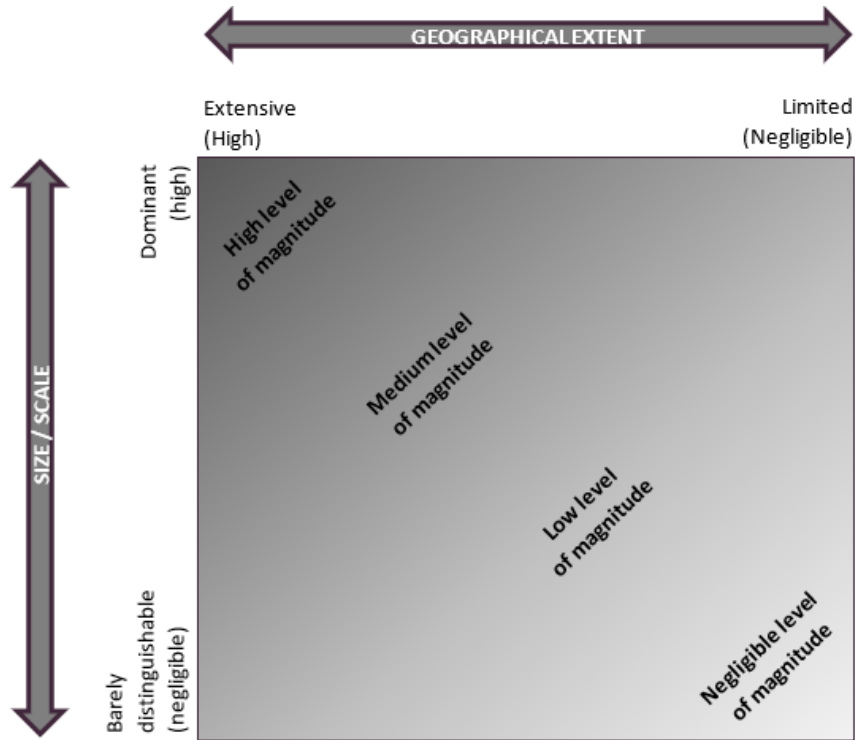 GEOGRAPHICAL EXTENT
Extensive
(High)
Limited
(Negligible)
SIZE / SCALE
Dominant
(high)
Barely
distinguishable
(negligible)
High level
of magnitude
Medium level
of magnitude
Low level
of magnitude
Negligible level
of magnitude